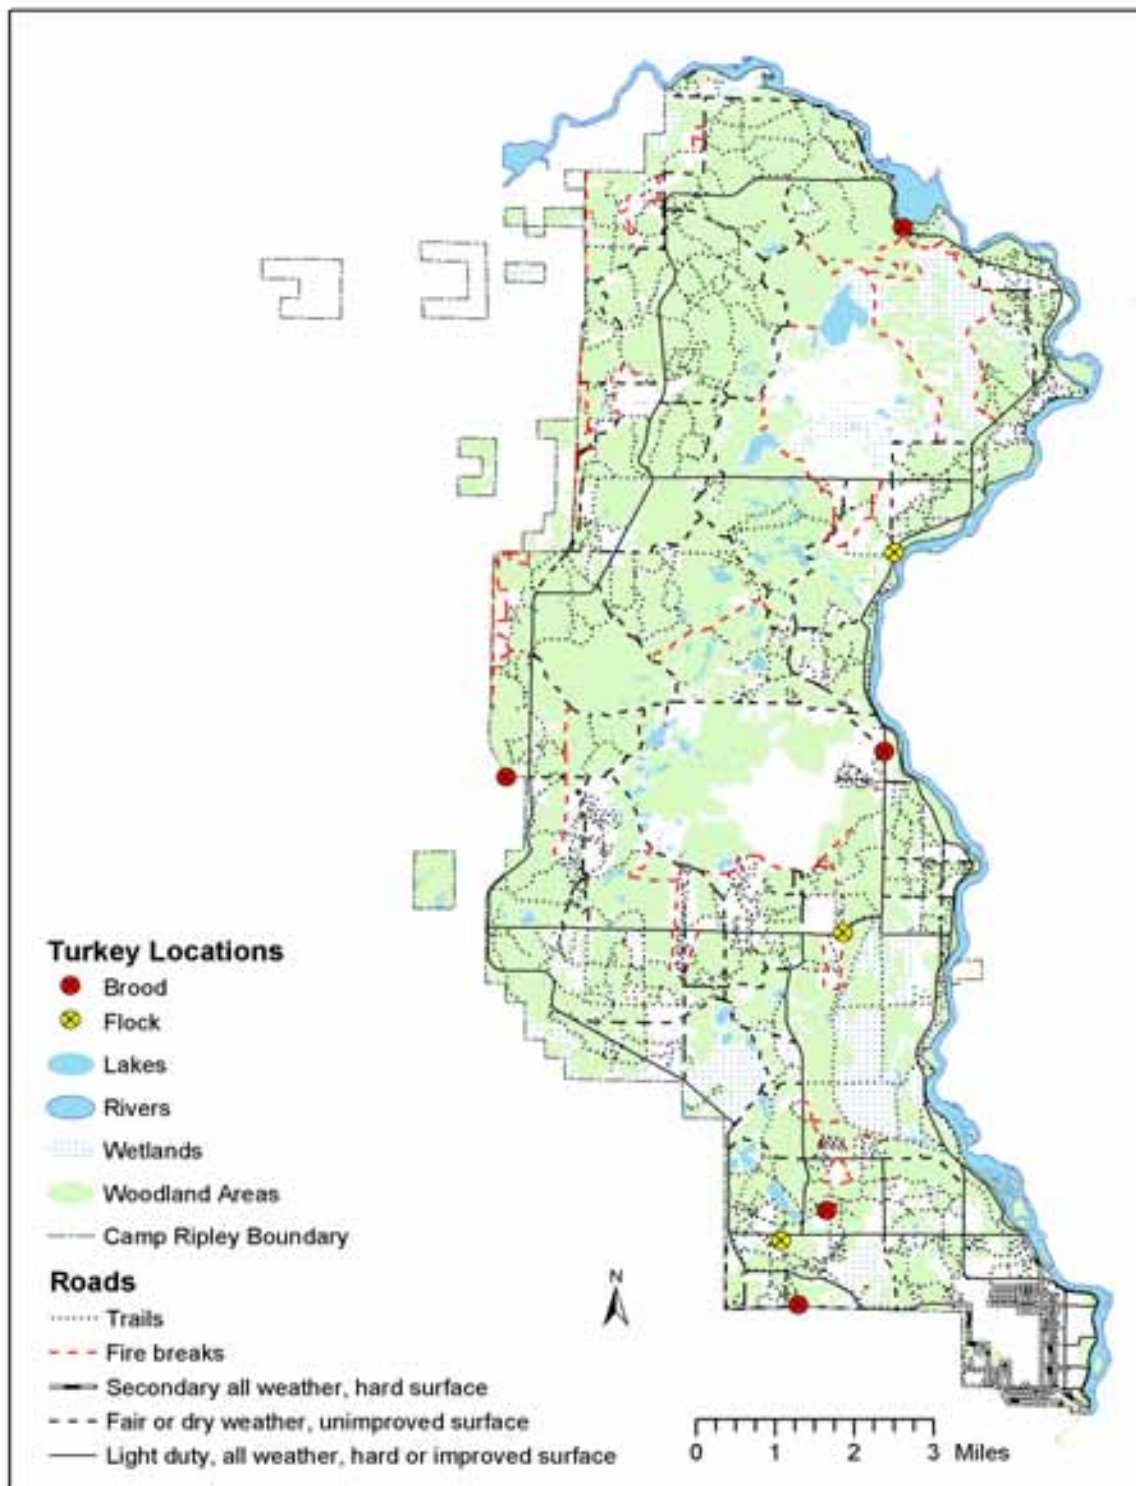 Turkey Locations
Brood
Flock
Lakes
Rivers
Wetlands
Woodland Areas
Camp Ripley Boundary
Roads
Trails
Fire breaks
Secondary all weather, hard surface
Fair or dry weather, unimproved surface
Light duty, all weather, hard or improved surface
N
0 1 2 3 Miles